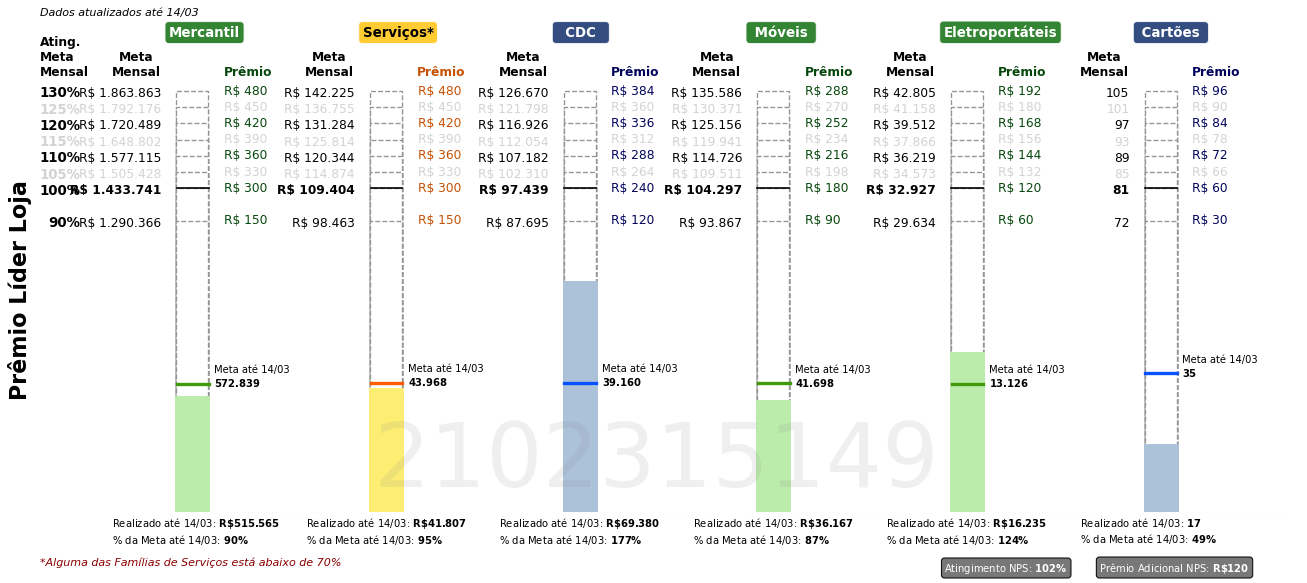 Dados atualizados até 14/03
Mercantil Serviços* CDC Móveis Eletroportáteis Cartões
Ating.
Meta Meta Meta Meta Meta Meta Meta
Mensal Mensal Prêmio Mensal Prêmio Mensal Prêmio Mensal Prêmio Mensal Prêmio Mensal Prêmio
130% R$ 1.863.863 R$ 480 R$ 142.225 R$ 480 R$ 126.670 R$ 384 R$ 135.586 R$ 288 R$ 42.805 R$ 192 105 R$ 96
125% R$ 1.792.176 R$ 450 R$ 136.755 R$ 450 R$ 121.798 R$ 360 R$ 130.371 R$ 270 R$ 41.158 R$ 180 101 R$ 90
120% R$ 1.720.489 R$ 420 R$ 131.284 R$ 420 R$ 116.926 R$ 336 R$ 125.156 R$ 252 R$ 39.512 R$ 168 97 R$ 84
115% R$ 1.648.802 R$ 390 R$ 125.814 R$ 390 R$ 112.054 R$ 312 R$ 119.941 R$ 234 R$ 37.866 R$ 156 93 R$ 78
110% R$ 1.577.115 R$ 360 R$ 120.344 R$ 360 R$ 107.182 R$ 288 R$ 114.726 R$ 216 R$ 36.219 R$ 144 89 R$ 72
105% R$ 1.505.428 R$ 330 R$ 114.874 R$ 330 R$ 102.310 R$ 264 R$ 109.511 R$ 198 R$ 34.573 R$ 132 85 R$ 66
100% R$ 1.433.741 R$ 300 R$ 109.404 R$ 300 R$ 97.439 R$ 240 R$ 104.297 R$ 180 R$ 32.927 R$ 120 81 R$ 60
90% R$ 1.290.366 R$ 150 R$ 98.463 R$ 150 R$ 87.695 R$ 120 R$ 93.867 R$ 90 R$ 29.634 R$ 60 72 R$ 30
Prêmio Líder Loja
Meta até 14/03 Meta até 14/03 Meta até 14/03 Meta até 14/03 Meta até 14/03 Meta até 14/03
572.839 43.968 39.160 41.698 13.126 35
2102315149
Realizado até 14/03: R$515.565 Realizado até 14/03: R$41.807 Realizado até 14/03: R$69.380 Realizado até 14/03: R$36.167 Realizado até 14/03: R$16.235 Realizado até 14/03: 17
% da Meta até 14/03: 90% % da Meta até 14/03: 95% % da Meta até 14/03: 177% % da Meta até 14/03: 87% % da Meta até 14/03: 124% % da Meta até 14/03: 49%
*Alguma das Famílias de Serviços está abaixo de 70%
Atingimento NPS: 102% Prêmio Adicional NPS: R$120